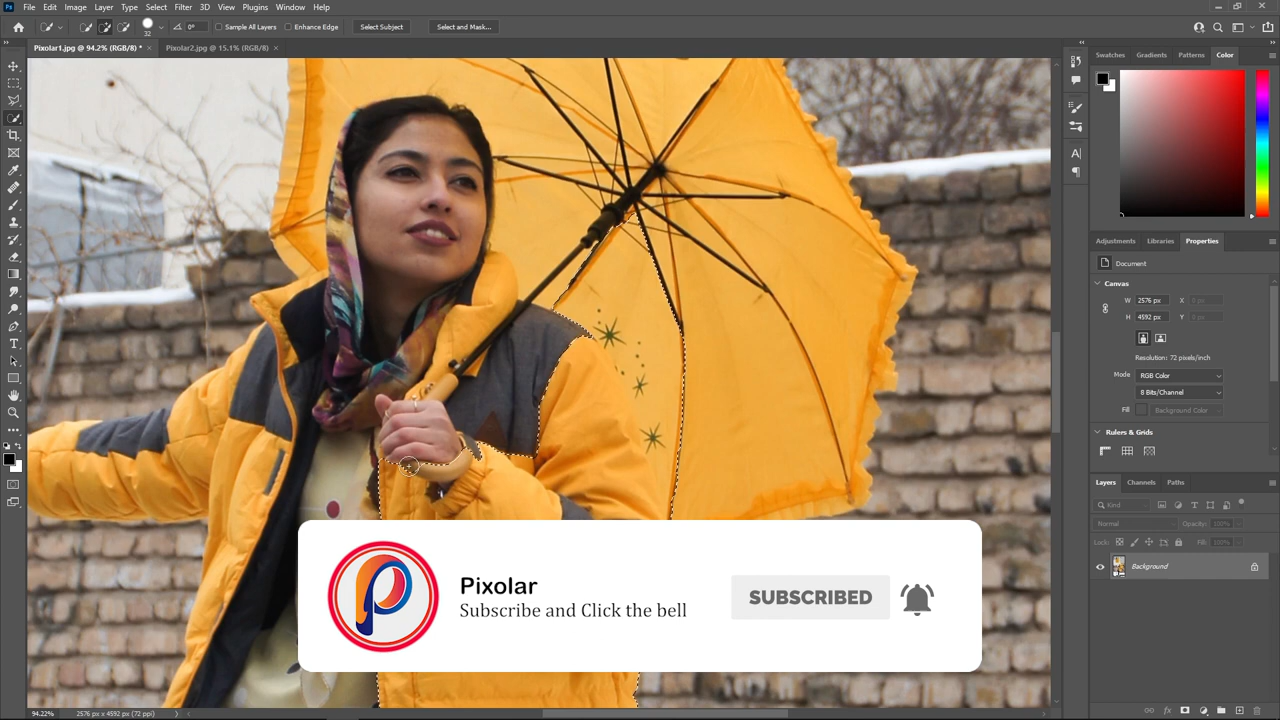 File Edit Image Layer Type Select Filter 3D View Plugins Window Help
32
0°
Sample All Layers
Enhance Edge
Select Subject
Select and Mask...
Pixolar1.jpg @ 94.2% (RGB/8) * ×
Pixolar2.jpg @ 15.1% (RGB/8) ×
Swatches Gradients Patterns Color
Adjustments Libraries Properties
Document
Canvas
W 2576 px X 0 px
H 4592 px Y 0 px
Resolution: 72 pixels/inch
Mode RGB Color
8 Bits/Channel
Fill Background Color
Rulers & Grids
Layers Channels Paths
Kind
Normal Opacity: 100%
Lock: Fill: 100%
Background
Pixolar
Subscribe and Click the bell
SUBSCRIBED
94.22% 2576 px x 4592 px (72 ppi)